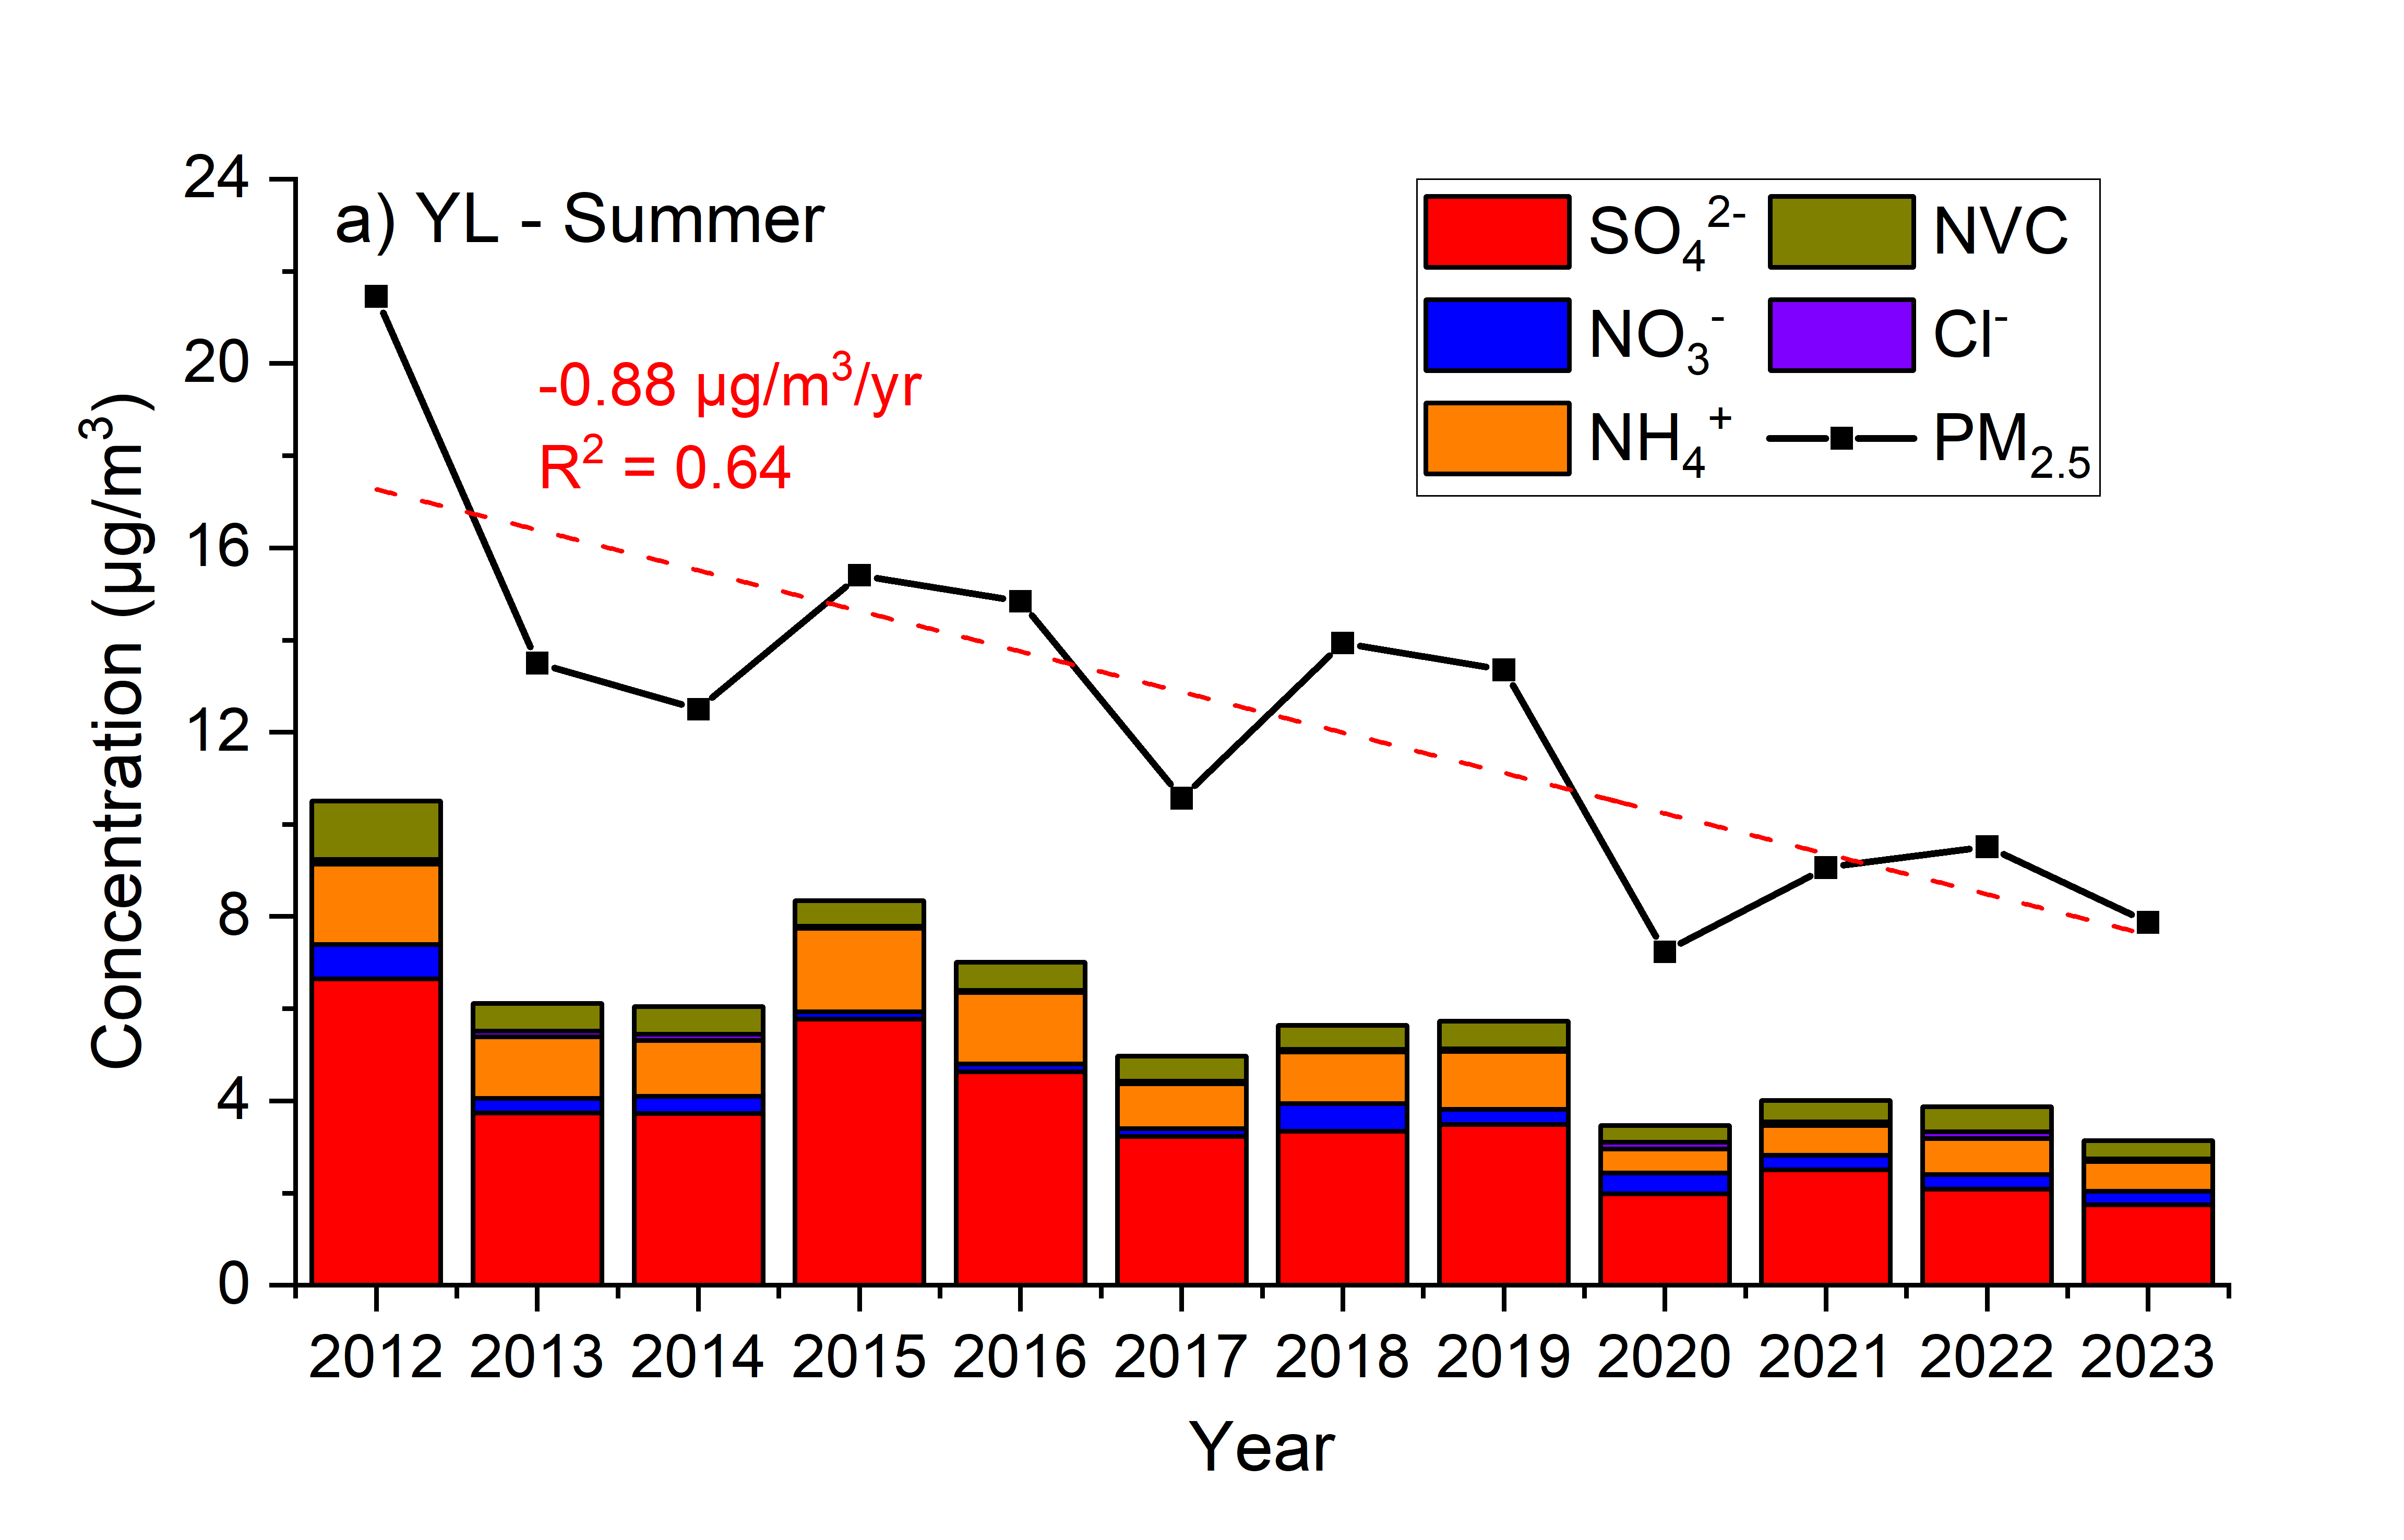 a) YL - Summer
-0.88 µg/m³/yr
R² = 0.64
SO₄²⁻ NVC
NO₃⁻ Cl⁻
NH₄⁺ PM₂.₅
Concentration (µg/m³)
24
20
16
12
8
4
0
2012 2013 2014 2015 2016 2017 2018 2019 2020 2021 2022 2023
Year